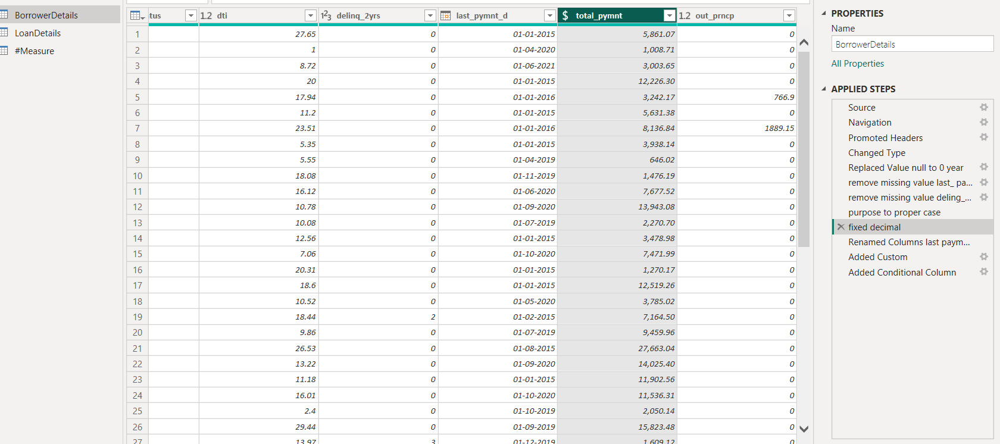 BorrowerDetails
LoanDetails
#Measure
tus 1.2 dti 123 delinq_2yrs last_pymnt_d $ total_pymnt 1.2 out_prncp
1 27.65 0 01-01-2015 5,861.07 0
2 1 0 01-04-2020 1,008.71 0
3 8.72 0 01-06-2021 3,003.65 0
4 20 0 01-01-2015 12,226.30 0
5 17.94 0 01-01-2016 3,242.17 766.9
6 11.2 0 01-01-2015 5,631.38 0
7 23.51 0 01-01-2016 8,136.84 1889.15
8 5.35 0 01-01-2015 3,938.14 0
9 5.55 0 01-04-2019 646.02 0
10 18.08 0 01-11-2019 1,476.19 0
11 16.12 0 01-06-2020 7,677.52 0
12 10.78 0 01-09-2020 13,943.08 0
13 10.08 0 01-07-2019 2,270.70 0
14 12.56 0 01-01-2015 3,478.98 0
15 7.06 0 01-10-2020 7,471.99 0
16 20.31 0 01-01-2015 1,270.17 0
17 18.6 0 01-01-2015 12,519.26 0
18 10.52 0 01-05-2020 3,785.02 0
19 18.44 2 01-02-2015 7,164.50 0
20 9.86 0 01-07-2019 9,459.96 0
21 26.53 0 01-08-2015 27,663.04 0
22 13.22 0 01-09-2020 14,025.40 0
23 11.18 0 01-01-2015 11,902.56 0
24 16.01 0 01-10-2020 11,536.31 0
25 2.4 0 01-10-2019 2,050.14 0
26 29.44 0 01-09-2019 15,823.48 0
27 13.97 3 01-12-2019 1,609.12 0
PROPERTIES
Name
BorrowerDetails
All Properties
APPLIED STEPS
Source
Navigation
Promoted Headers
Changed Type
Replaced Value null to 0 year
remove missing value last_ pa...
remove missing value deling_...
purpose to proper case
fixed decimal
Renamed Columns last paym...
Added Custom
Added Conditional Column